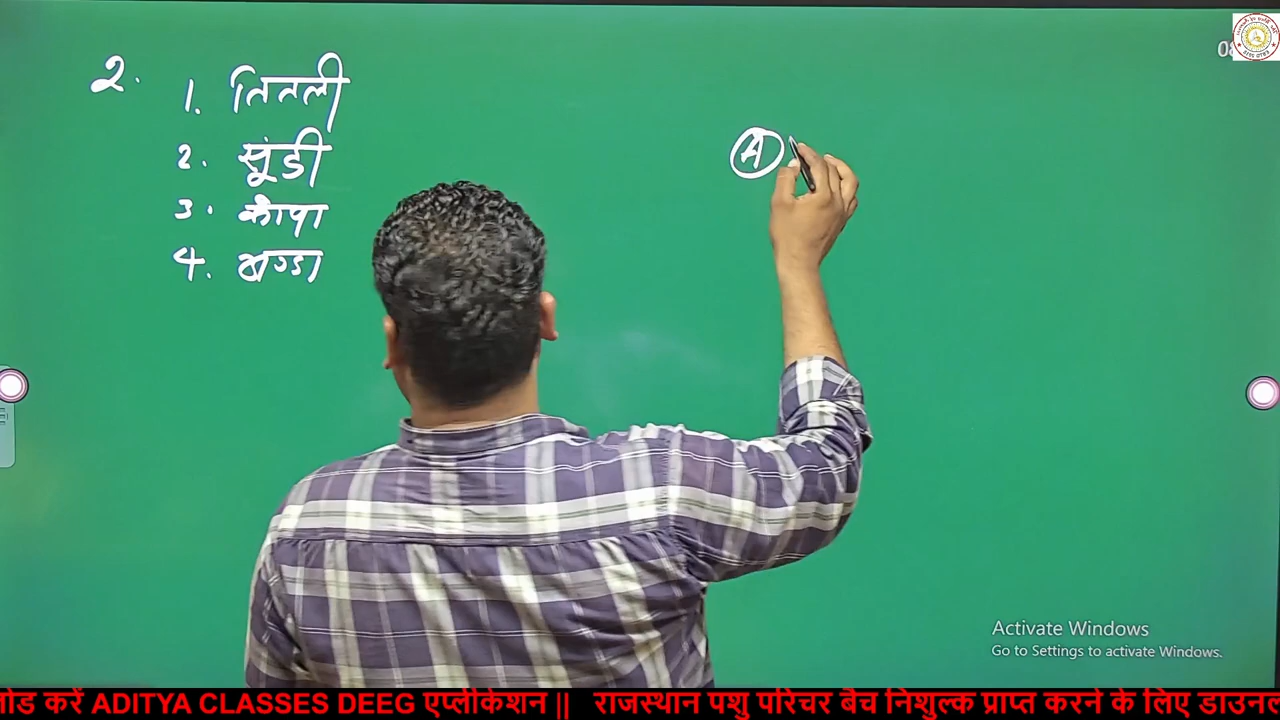 2. 1. तितली
2. सूंडी
3. कोपा
4. अण्डा
(A)
Activate Windows
Go to Settings to activate Windows.
लोड करें ADITYA CLASSES DEEG एप्लीकेशन || राजस्थान पशु परिचर बैच निशुल्क प्राप्त करने के लिए डाउनल